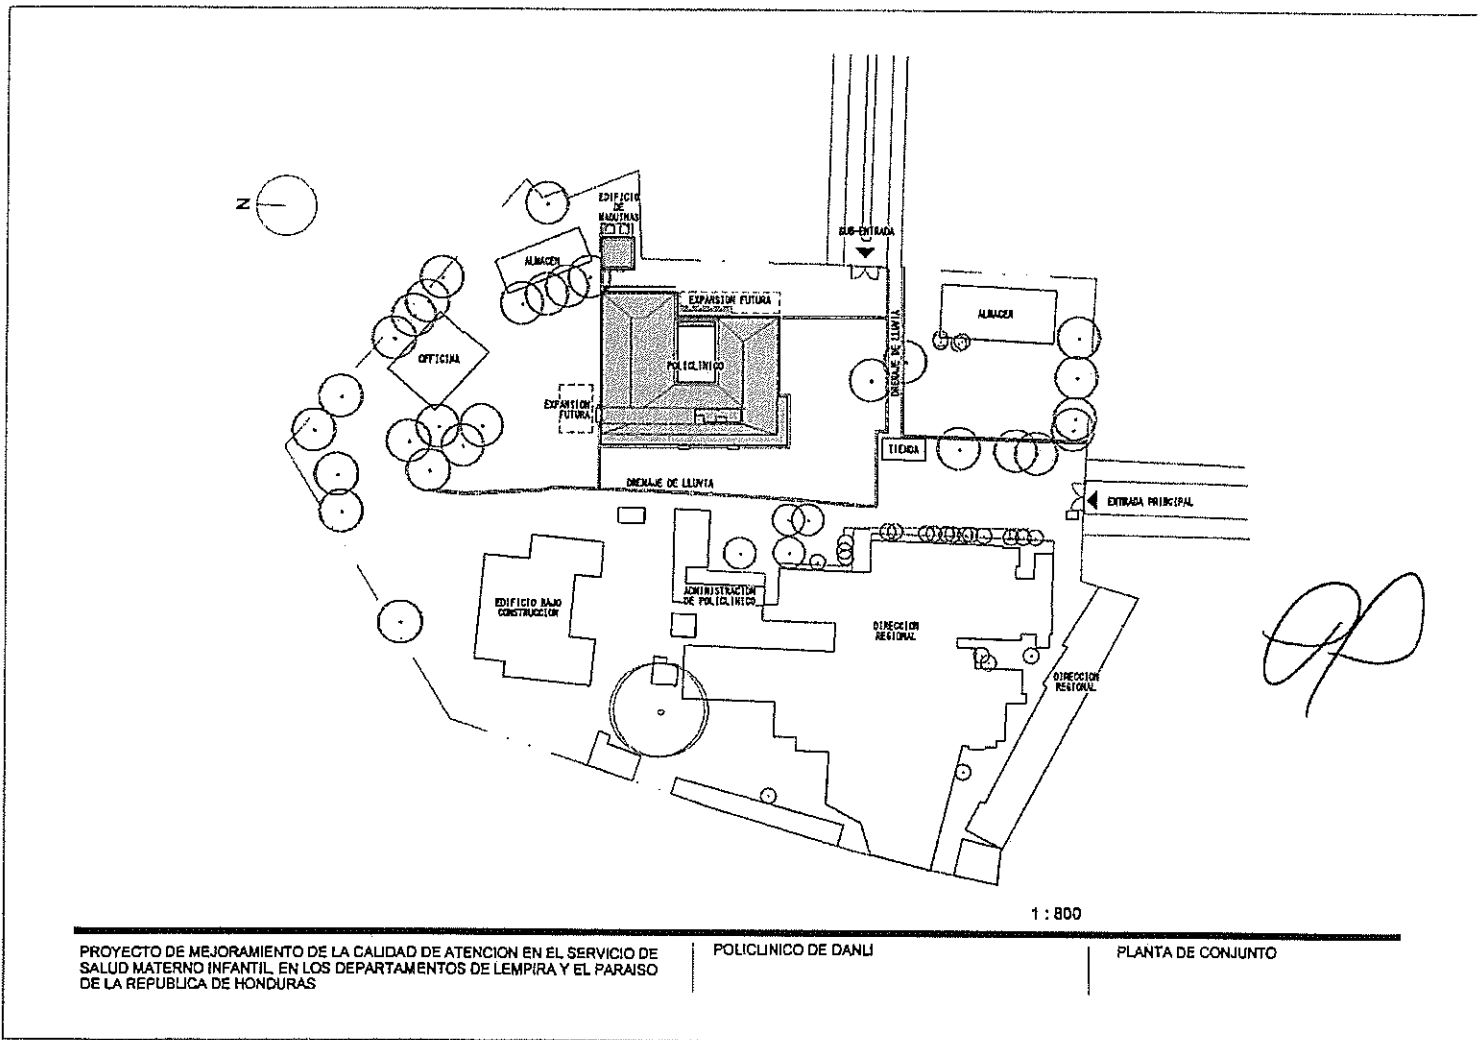 N
EDIFICIO
DE
MAQUINAS
SUB-ENTRADA
ALMACEN
EXPANSION FUTURA
ALMACEN
OFFICINA
POLICLINICO
DRENAJE DE LLUVIA
EXPANSION
FUTURA
TIENDA
DRENAJE DE LLUVIA
ENTRADA PRINCIPAL
EDIFICIO BAJO
CONSTRUCCION
ADMINISTRACION
DE POLICLINICO
DIRECCION
REGIONAL
DIRECCION
REGIONAL
1 : 800
PROYECTO DE MEJORAMIENTO DE LA CALIDAD DE ATENCION EN EL SERVICIO DE
SALUD MATERNO INFANTIL EN LOS DEPARTAMENTOS DE LEMPIRA Y EL PARAISO
DE LA REPUBLICA DE HONDURAS
POLICLINICO DE DANLI
PLANTA DE CONJUNTO